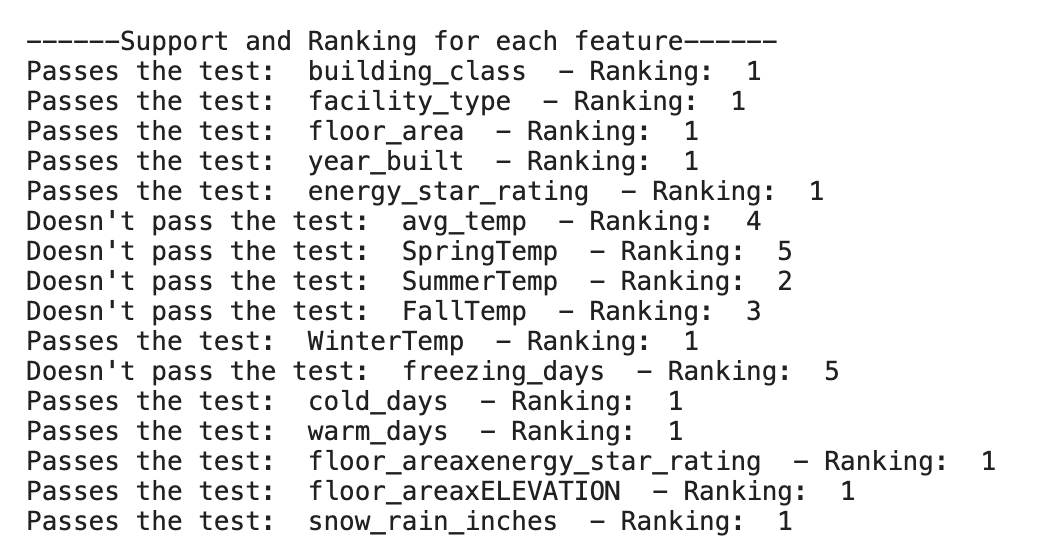 ------Support and Ranking for each feature------
Passes the test:  building_class  - Ranking:  1
Passes the test:  facility_type  - Ranking:  1
Passes the test:  floor_area  - Ranking:  1
Passes the test:  year_built  - Ranking:  1
Passes the test:  energy_star_rating  - Ranking:  1
Doesn't pass the test:  avg_temp  - Ranking:  4
Doesn't pass the test:  SpringTemp  - Ranking:  5
Doesn't pass the test:  SummerTemp  - Ranking:  2
Doesn't pass the test:  FallTemp  - Ranking:  3
Passes the test:  WinterTemp  - Ranking:  1
Doesn't pass the test:  freezing_days  - Ranking:  5
Passes the test:  cold_days  - Ranking:  1
Passes the test:  warm_days  - Ranking:  1
Passes the test:  floor_areaxenergy_star_rating  - Ranking:  1
Passes the test:  floor_areaxELEVATION  - Ranking:  1
Passes the test:  snow_rain_inches  - Ranking:  1